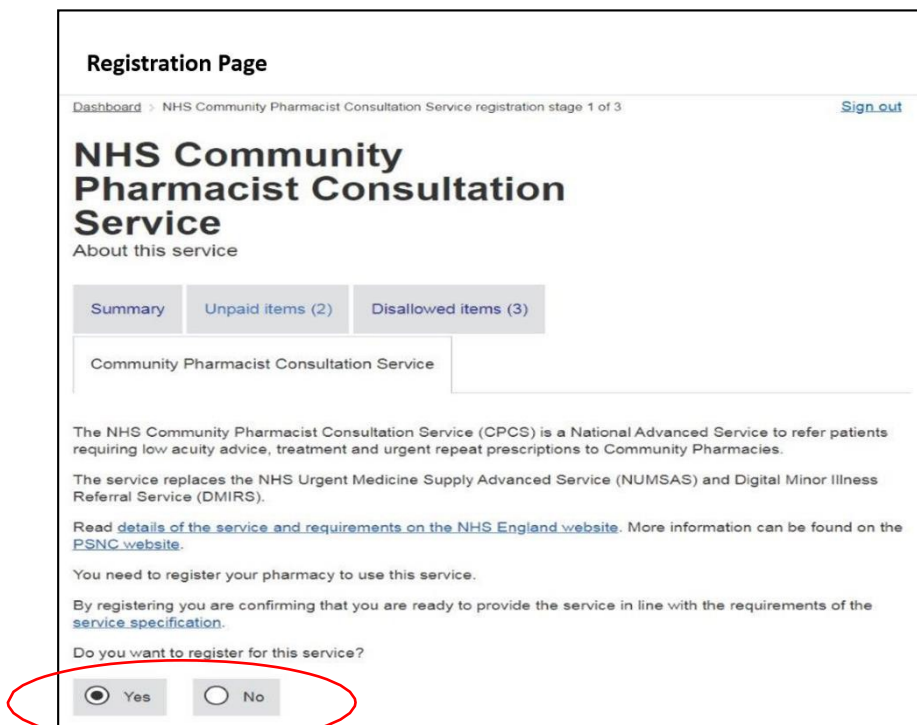 Registration Page
Dashboard > NHS Community Pharmacist Consultation Service registration stage 1 of 3
Sign out
NHS Community
Pharmacist Consultation
Service
About this service
Summary
Unpaid items (2)
Disallowed items (3)
Community Pharmacist Consultation Service
The NHS Community Pharmacist Consultation Service (CPCS) is a National Advanced Service to refer patients
requiring low acuity advice, treatment and urgent repeat prescriptions to Community Pharmacies.
The service replaces the NHS Urgent Medicine Supply Advanced Service (NUMSAS) and Digital Minor Illness
Referral Service (DMIRS).
Read details of the service and requirements on the NHS England website. More information can be found on the
PSNC website.
You need to register your pharmacy to use this service.
By registering you are confirming that you are ready to provide the service in line with the requirements of the
service specification.
Do you want to register for this service?
Yes
No